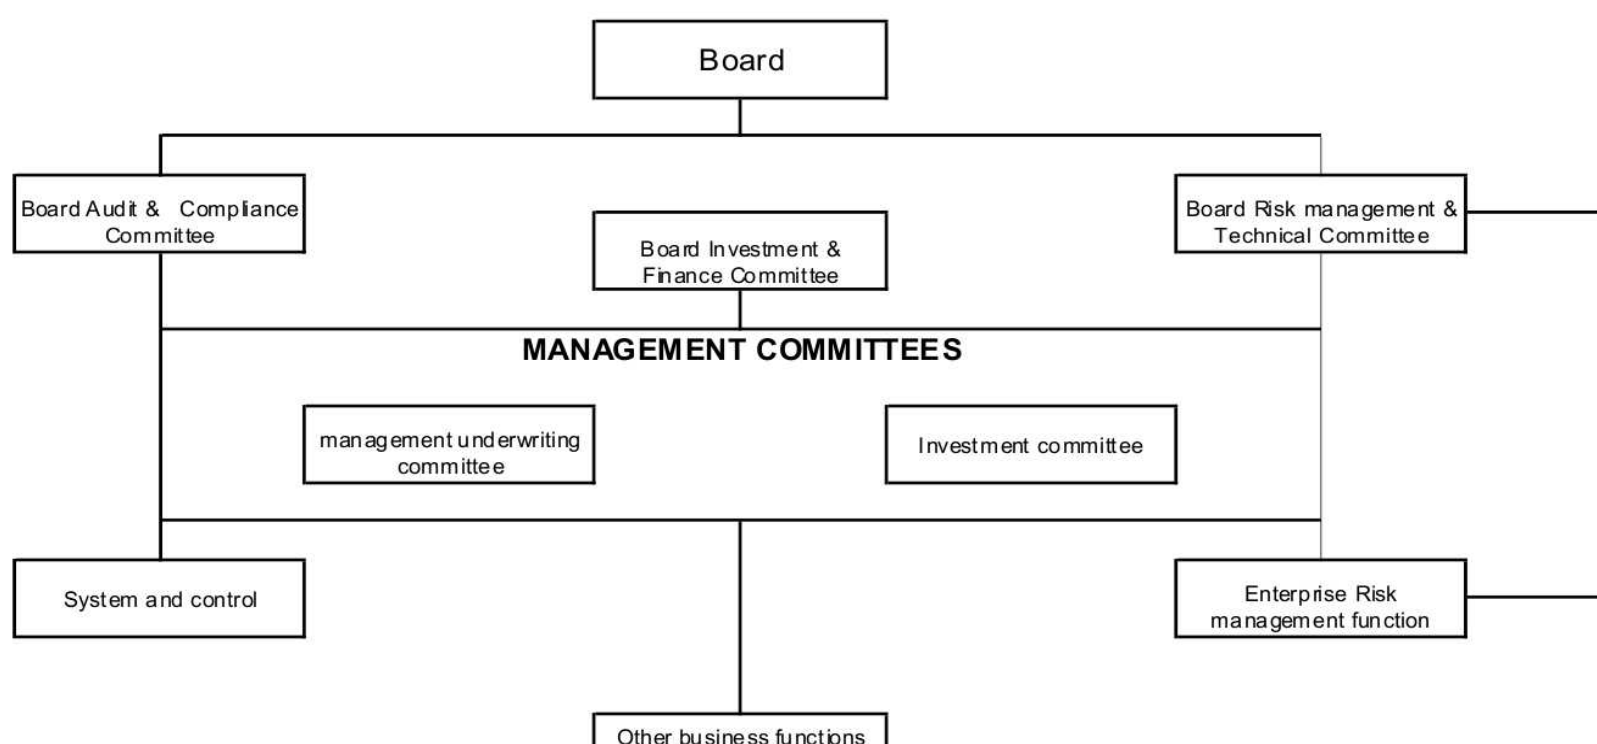 Board
Board Audit & Compliance
Committee
Board Investment &
Finance Committee
Board Risk management &
Technical Committee
MANAGEMENT COMMITTEES
management underwriting
committee
Investment committee
System and control
Enterprise Risk
management function
Other business functions